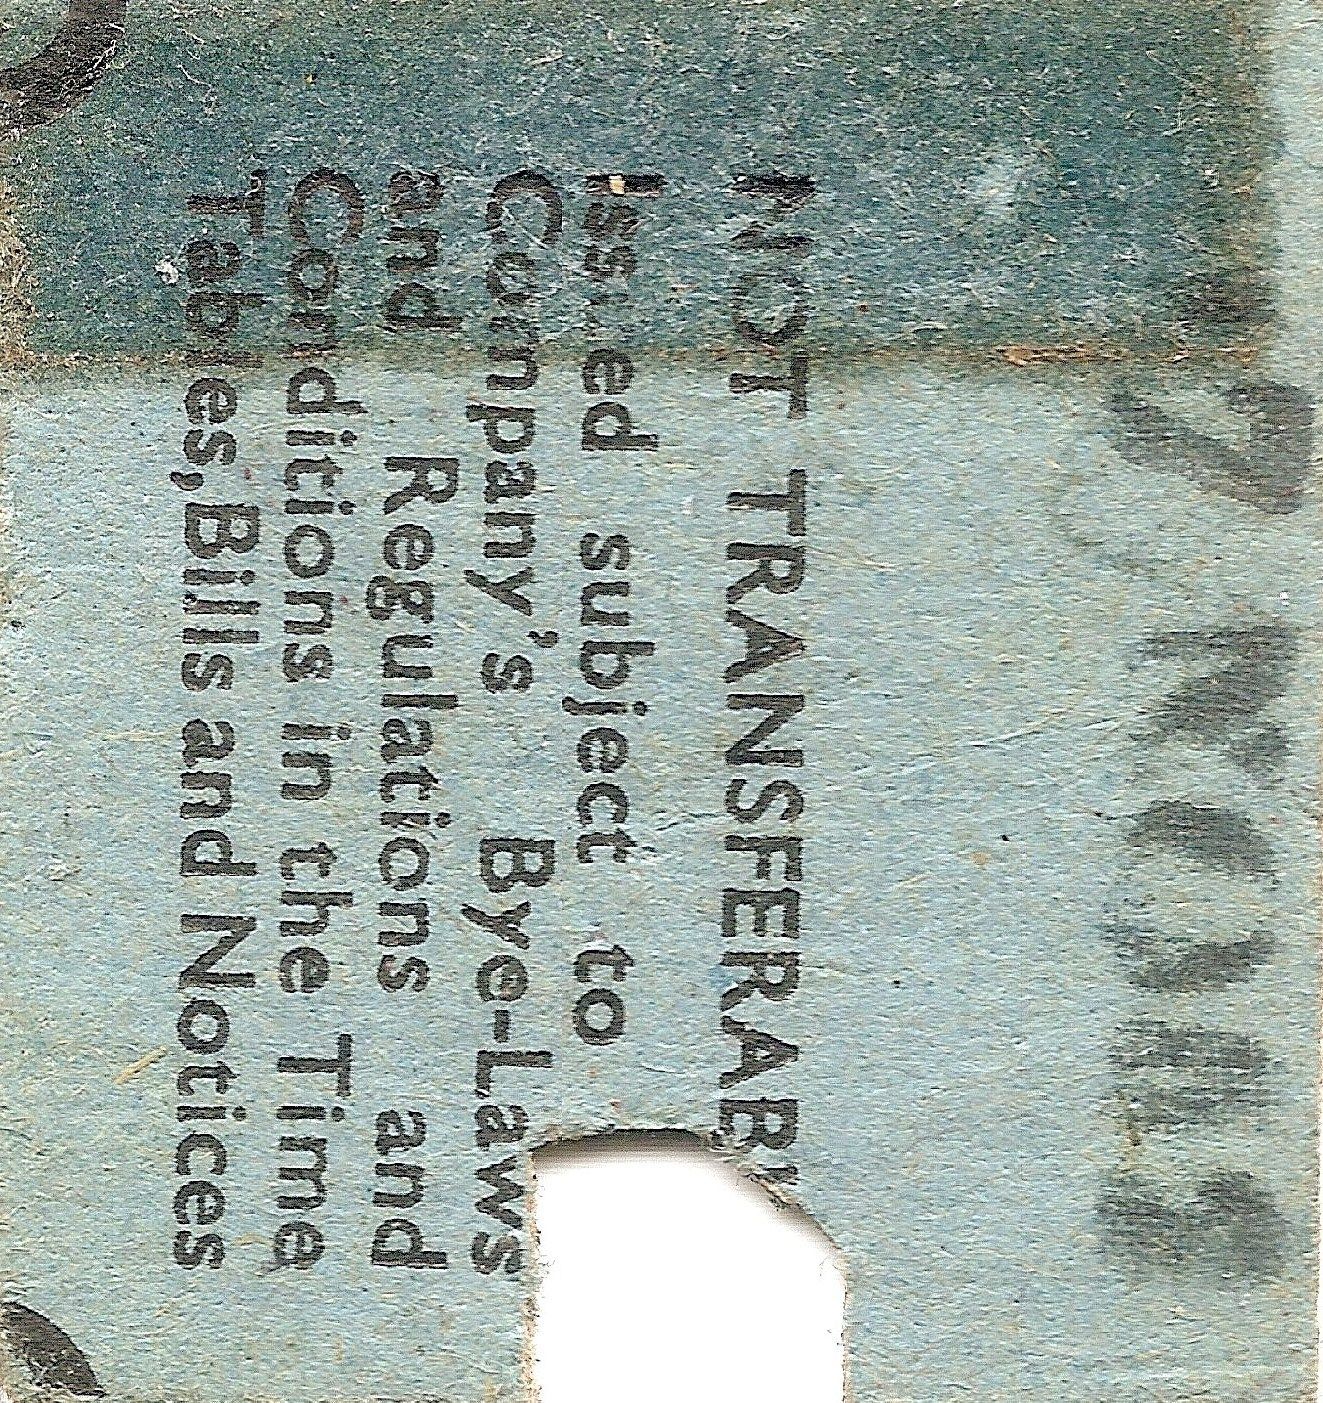 NOT TRANSFERAB
Issued subject to
Company's Bye-Laws
and Regulations and
Conditions in the Time
Tables, Bills and Notices